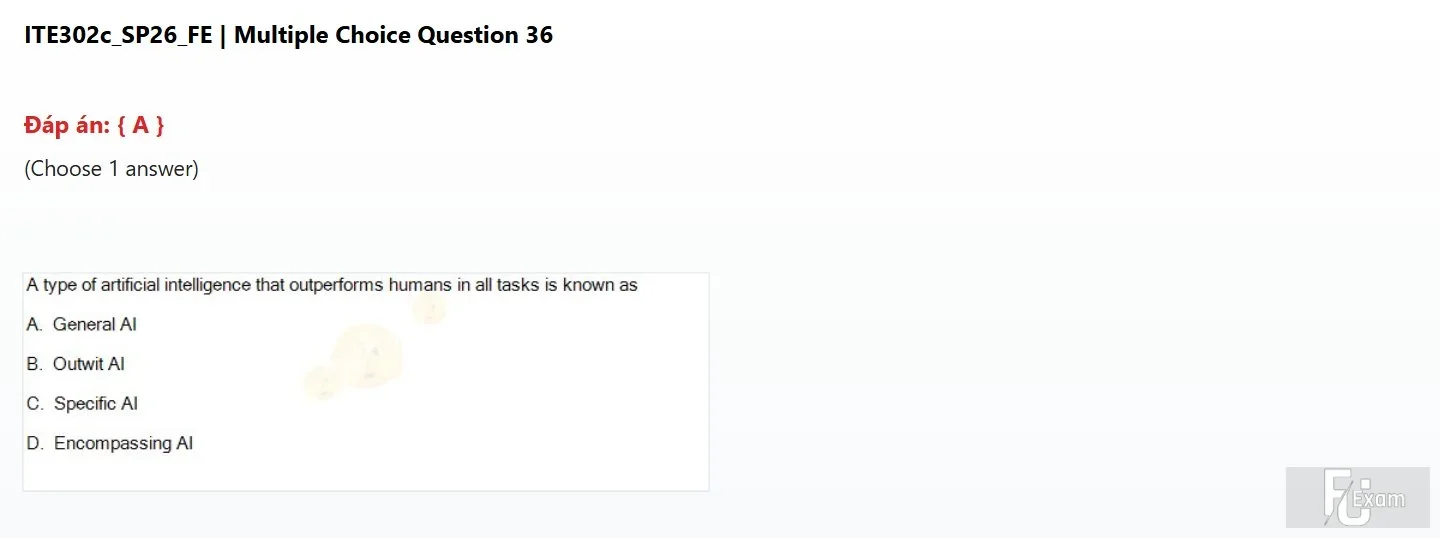 ITE302c_SP26_FE | Multiple Choice Question 36
Đáp án: { A }
(Choose 1 answer)
A type of artificial intelligence that outperforms humans in all tasks is known as
A. General AI
B. Outwit AI
C. Specific AI
D. Encompassing AI
FU Exam